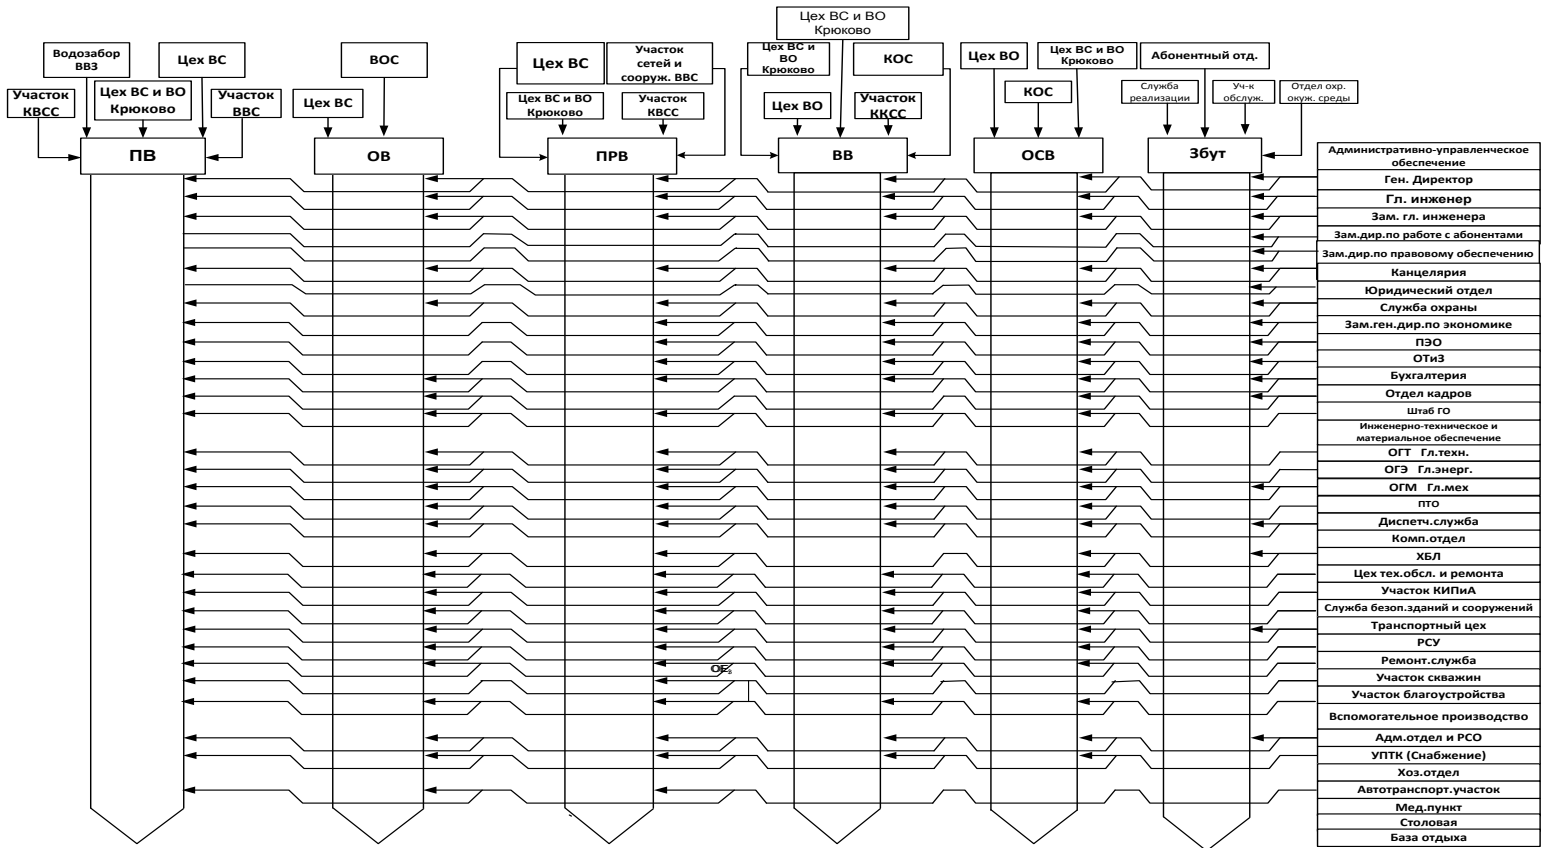 Цех ВС и ВО
Крюково
Водозабор
ВВЗ
Цех ВС
ВОС
Цех ВС
Участок
сетей и
сооруж. ВВС
Цех ВС и
ВО
Крюково
КОС
Цех ВО
Цех ВС и ВО
Крюково
Абонентный отд.
Участок
КВСС
Цех ВС и ВО
Крюково
Участок
ВВС
Цех ВС
Цех ВС и ВО
Крюково
Участок
КВСС
Цех ВО
Участок
ККСС
КОС
Служба
реализации
Уч-к
обслуж.
Отдел охр.
окуж. среды
ПВ
ОВ
ПРВ
ВВ
ОСВ
Збут
Административно-управленческое
обеспечение
Ген. Директор
Гл. инженер
Зам. гл. инженера
Зам.дир.по работе с абонентами
Зам.дир.по правовому обеспечению
Канцелярия
Юридический отдел
Служба охраны
Зам.ген.дир.по экономике
ПЭО
ОТиЗ
Бухгалтерия
Отдел кадров
Штаб ГО
Инженерно-техническое и
материальное обеспечение
ОГТ Гл.техн.
ОГЭ Гл.энерг.
ОГМ Гл.мех
ПТО
Диспетч.служба
Комп.отдел
ХБЛ
Цех тех.обсл. и ремонта
Участок КИПиА
Служба безоп.зданий и сооружений
Транспортный цех
РСУ
Ремонт.служба
Участок скважин
Участок благоустройства
Вспомогательное производство
Адм.отдел и РСО
УПТК (Снабжение)
Хоз.отдел
Автотранспорт.участок
Мед.пункт
Столовая
База отдыха